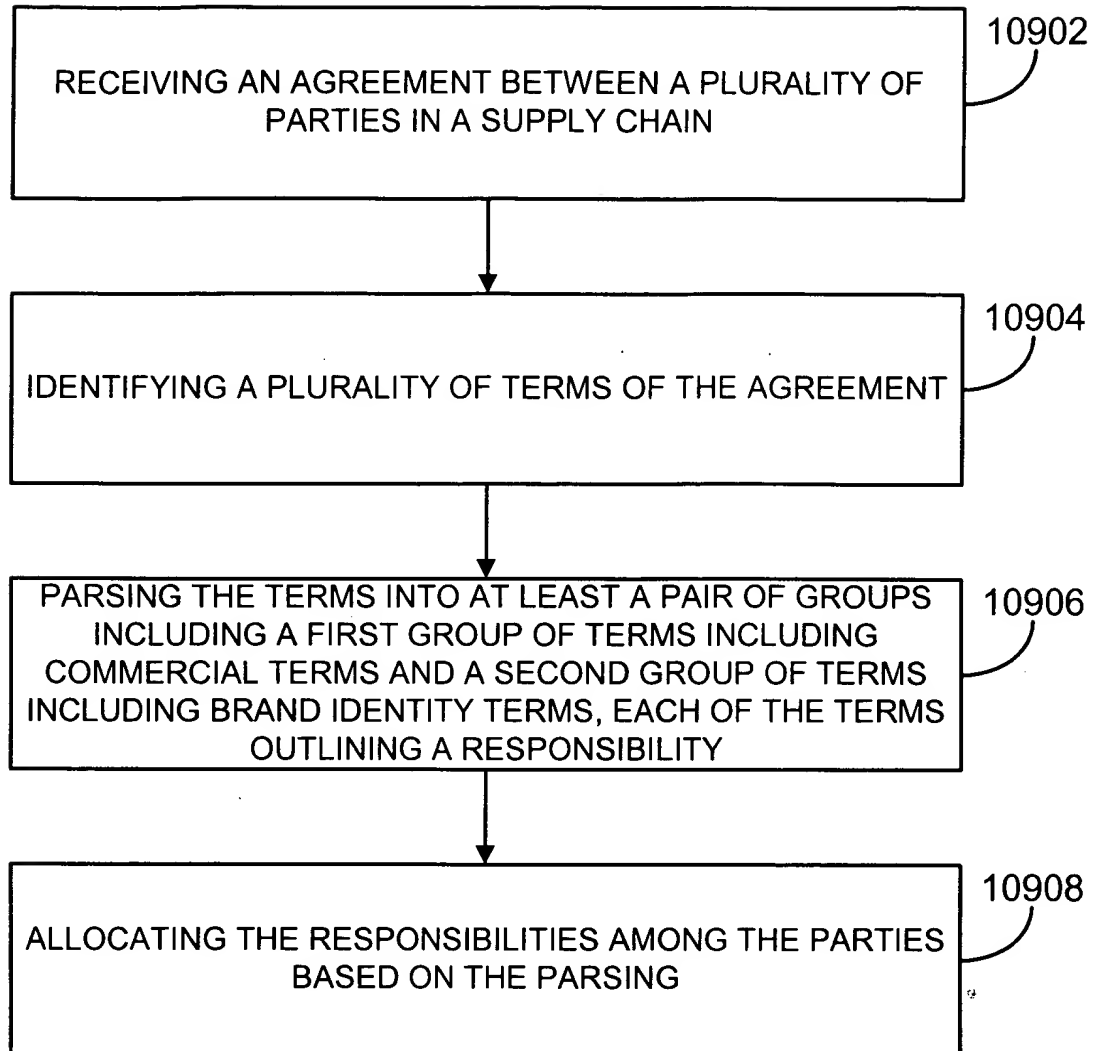 10902
RECEIVING AN AGREEMENT BETWEEN A PLURALITY OF
PARTIES IN A SUPPLY CHAIN
10904
IDENTIFYING A PLURALITY OF TERMS OF THE AGREEMENT
10906
PARSING THE TERMS INTO AT LEAST A PAIR OF GROUPS
INCLUDING A FIRST GROUP OF TERMS INCLUDING
COMMERCIAL TERMS AND A SECOND GROUP OF TERMS
INCLUDING BRAND IDENTITY TERMS, EACH OF THE TERMS
OUTLINING A RESPONSIBILITY
10908
ALLOCATING THE RESPONSIBILITIES AMONG THE PARTIES
BASED ON THE PARSING